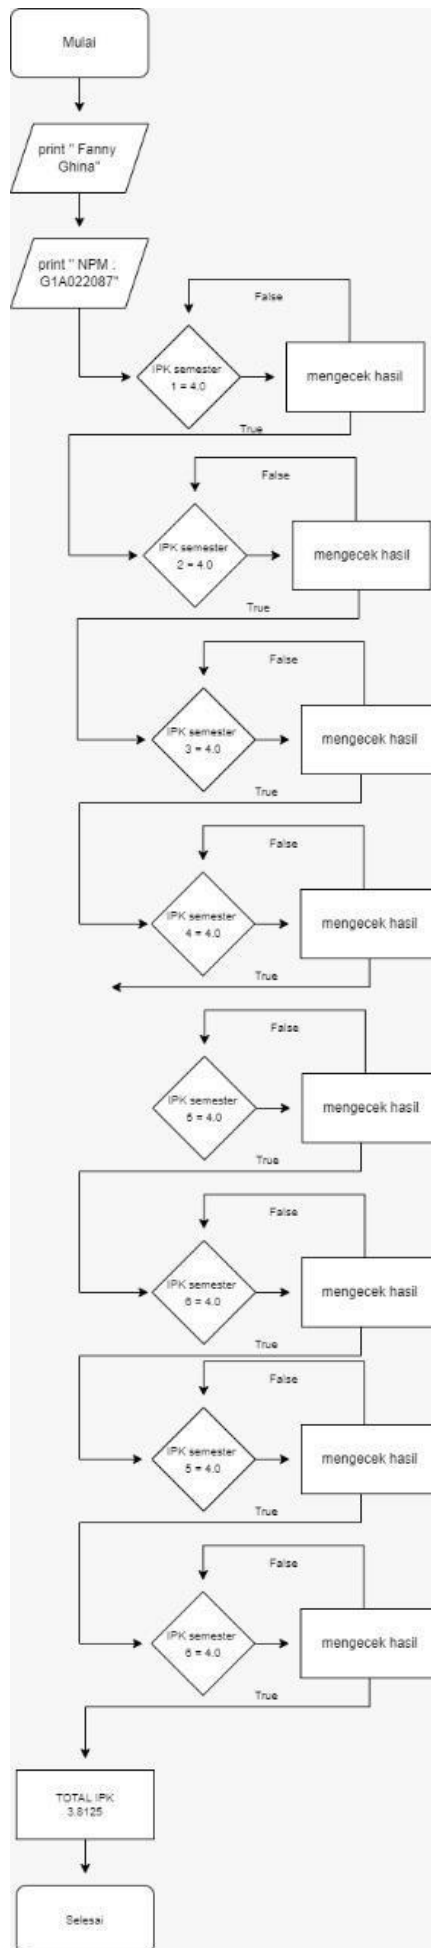 Mulai
print " Fanny
Ghina"
print " NPM :
G1A022087"
False
IPK semester
1 = 4.0
mengecek hasil
True
False
IPK semester
2 = 4.0
mengecek hasil
True
False
IPK semester
3 = 4.0
mengecek hasil
True
False
IPK semester
4 = 4.0
mengecek hasil
True
False
IPK semester
5 = 4.0
mengecek hasil
True
False
IPK semester
6 = 4.0
mengecek hasil
True
False
IPK semester
5 = 4.0
mengecek hasil
True
False
IPK semester
6 = 4.0
mengecek hasil
True
TOTAL IPK
3.8125
Selesai